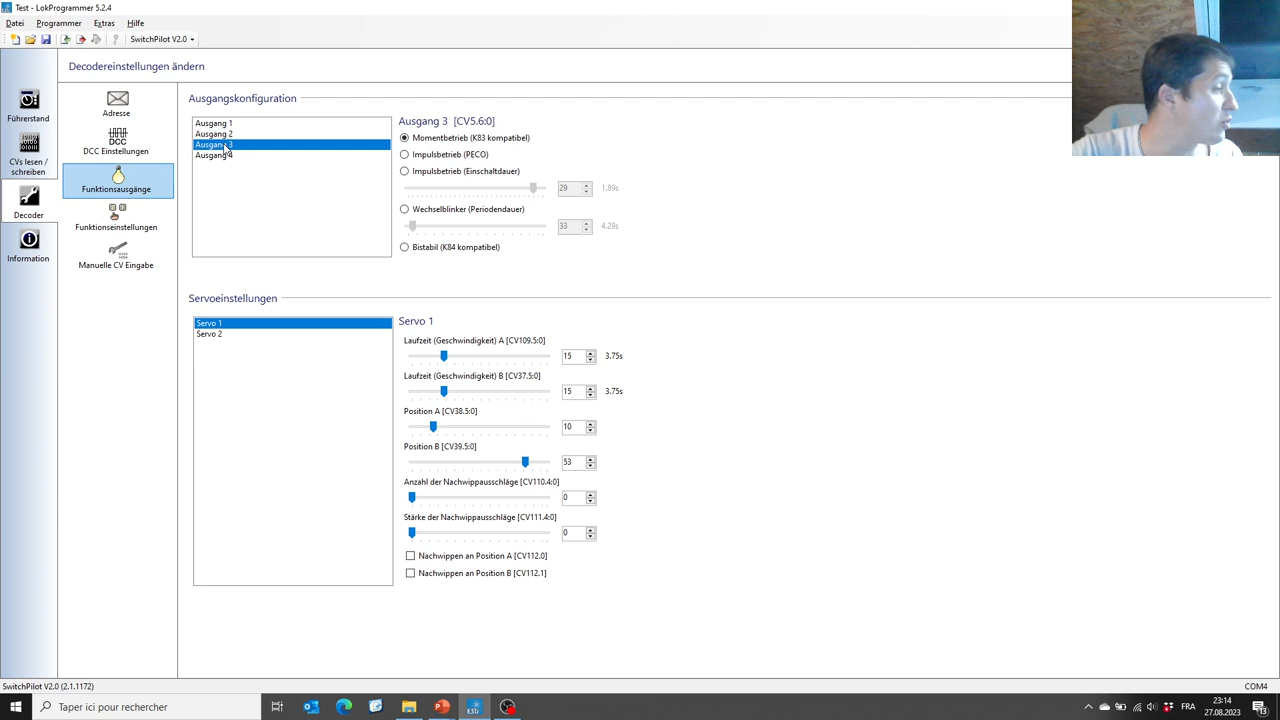 Test - LokProgrammer 5.2.4
Datei Programmer Extras Hilfe
SwitchPilot V2.0
Decodereinstellungen ändern
Führerstand
CVs lesen /
schreiben
Decoder
Information
Adresse
DCC
DCC Einstellungen
Funktionsausgänge
Funktionseinstellungen
Manuelle CV Eingabe
Ausgangskonfiguration
Ausgang 1
Ausgang 2
Ausgang 3
Ausgang 4
Ausgang 3 [CV5.6:0]
Momentbetrieb (K83 kompatibel)
Impulsbetrieb (PECO)
Impulsbetrieb (Einschaltdauer)
29 1.89s
Wechselblinker (Periodendauer)
33 4.29s
Bistabil (K84 kompatibel)
Servoeinstellungen
Servo 1
Servo 2
Servo 1
Laufzeit (Geschwindigkeit) A [CV109.5:0]
15 3.75s
Laufzeit (Geschwindigkeit) B [CV37.5:0]
15 3.75s
Position A [CV38.5:0]
10
Position B [CV39.5:0]
53
Anzahl der Nachwippausschläge [CV110.4:0]
0
Stärke der Nachwippausschläge [CV111.4:0]
0
Nachwippen an Position A [CV112.0]
Nachwippen an Position B [CV112.1]
SwitchPilot V2.0 (2.1.1172) COM4
Taper ici pour rechercher
FRA
23:14
27.08.2023